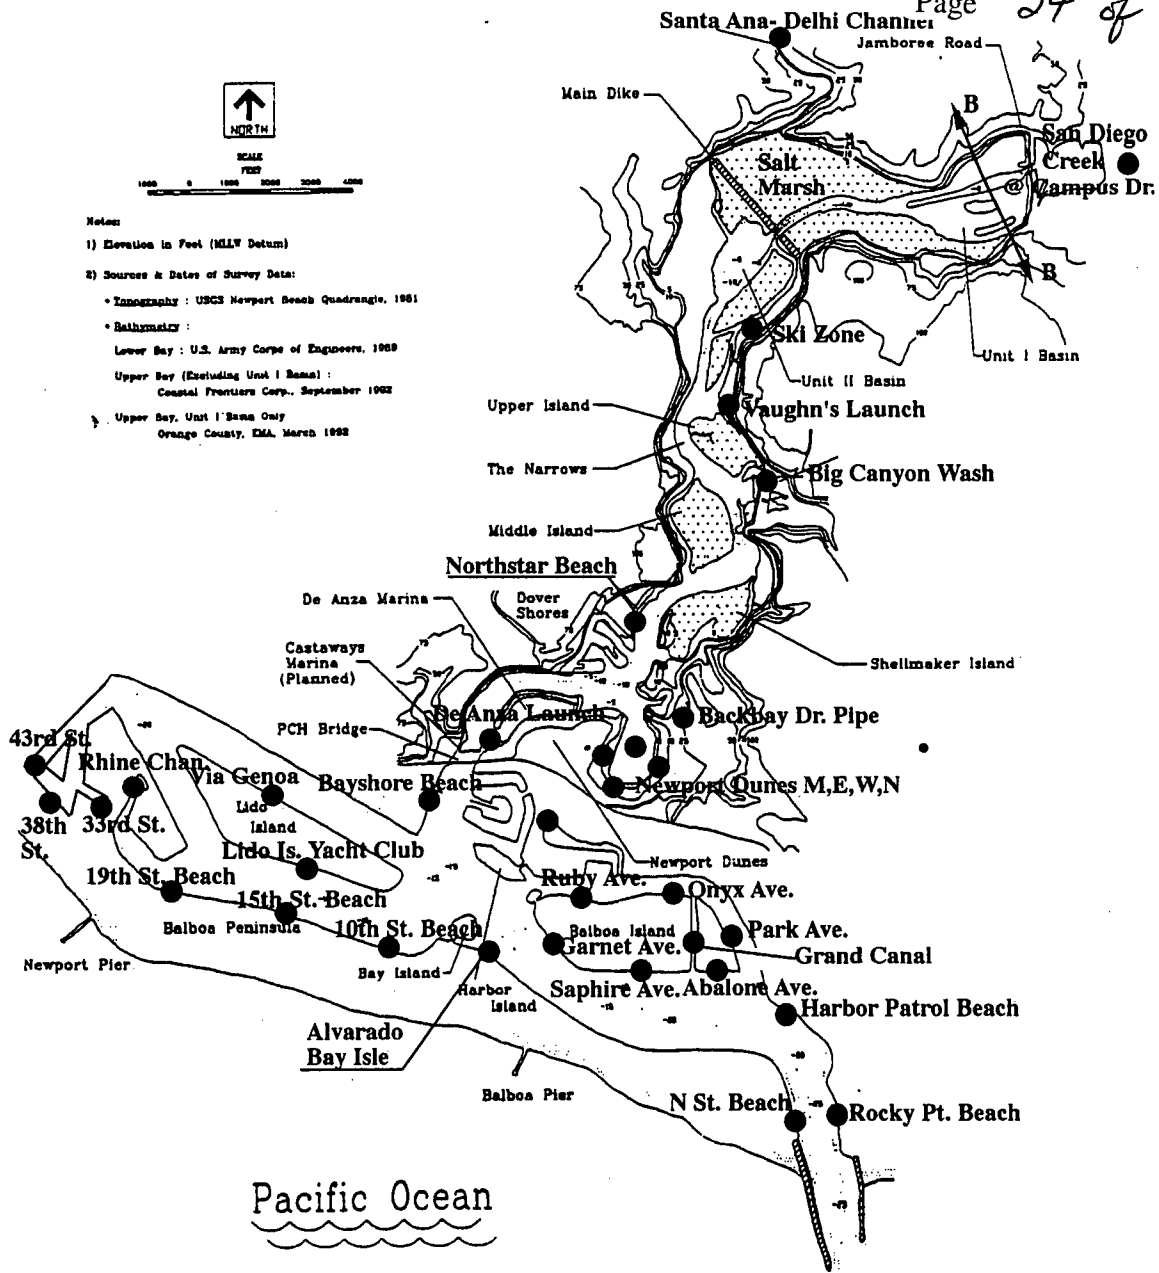 Page 24 of
Santa Ana- Delhi Channel
Jamboree Road
Main Dike
NORTH
SCALE
FEET
1000 0 1000 2000 3000 4000
B
San Diego
Creek
@ Campus Dr.
Salt
Marsh
B
Notes:
1) Elevation in Feet (MLLW Datum)
2) Sources & Dates of Survey Data:
• Topography : USGS Newport Beach Quadrangle, 1981
• Bathymetry :
Lower Bay : U.S. Army Corps of Engineers, 1989
Upper Bay (Excluding Unit I Basin) :
Coastal Frontiers Corp., September 1992
Upper Bay, Unit I Basin Only
Orange County, EMA, March 1992
Ski Zone
Unit I Basin
Unit II Basin
Upper Island
Vaughn's Launch
The Narrows
Big Canyon Wash
Middle Island
Northstar Beach
De Anza Marina
Dover
Shores
Castaways
Marina
(Planned)
Shellmaker Island
De Anza Launch
Backbay Dr. Pipe
PCH Bridge
43rd St.
Rhine Chan.
Via Genoa
Bayshore Beach
Newport Dunes M,E,W,N
Lido
Island
38th
St.
33rd St.
Lido Is. Yacht Club
Newport Dunes
19th St. Beach
Ruby Ave.
Onyx Ave.
15th St. Beach
Balboa Peninsula
10th St. Beach
Balboa Island
Park Ave.
Garnet Ave.
Grand Canal
Newport Pier
Bay Island
Harbor
Island
Saphire Ave.
Abalone Ave.
Harbor Patrol Beach
Alvarado
Bay Isle
Balboa Pier
N St. Beach
Rocky Pt. Beach
Pacific Ocean